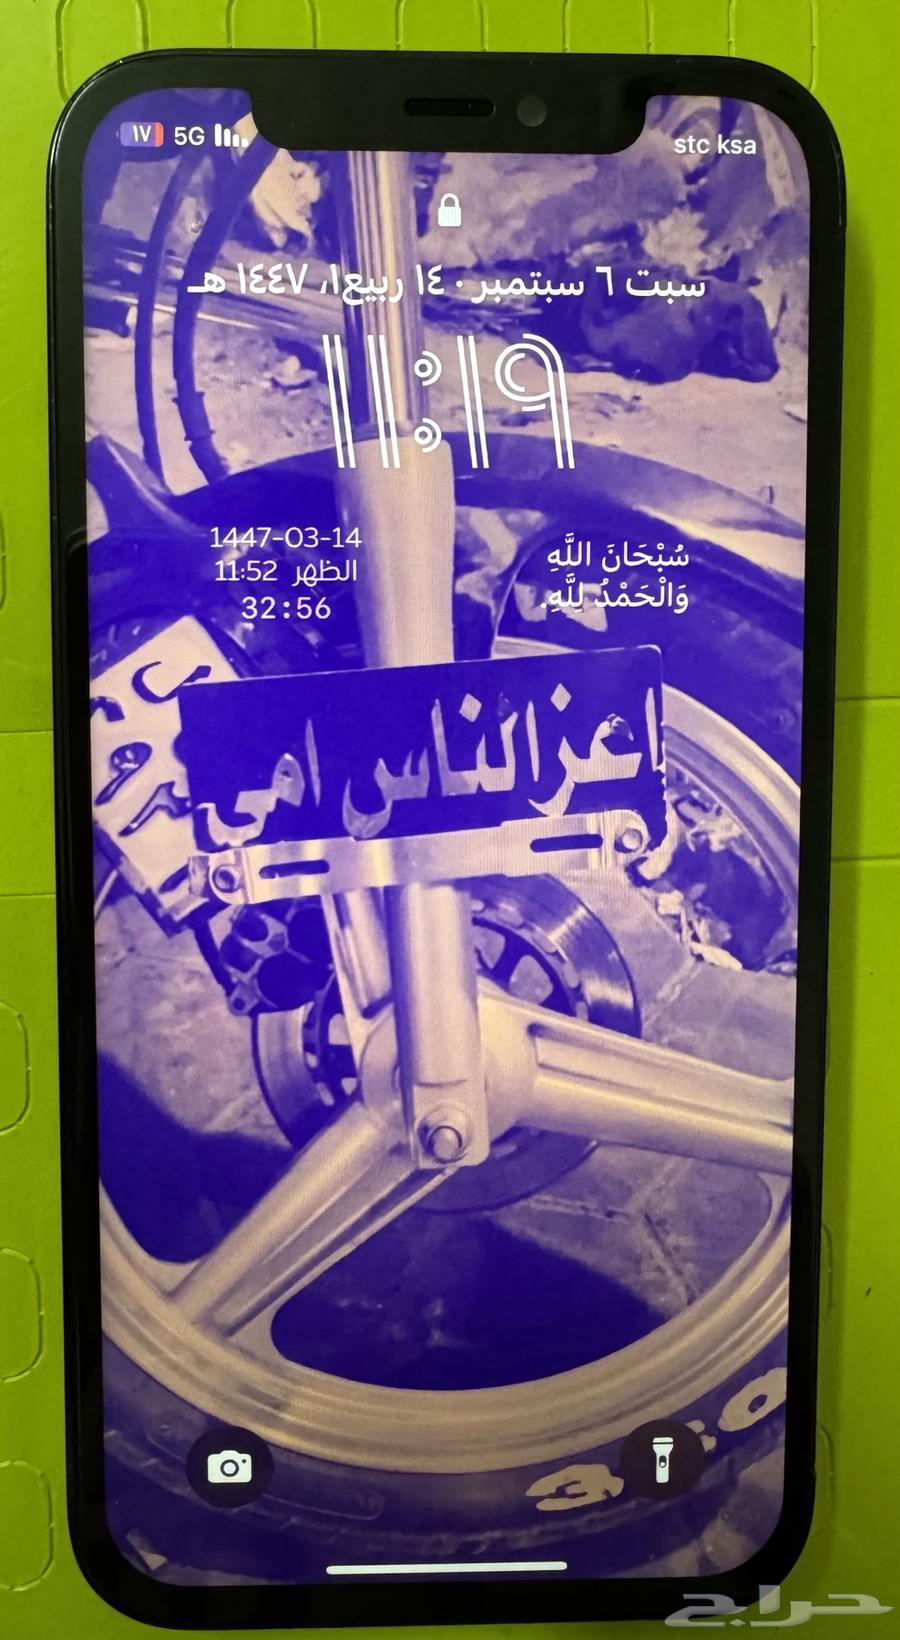 ١٧ 5G
stc ksa
سبت ٦ سبتمبر · ١٤ ربيع١، ١٤٤٧ هـ
١١:١٩
سُبْحَانَ اللَّهِ
وَالْحَمْدُ لِلَّهِ.
1447-03-14
الظهر 11:52
32:56
اعز الناس امي
حراج